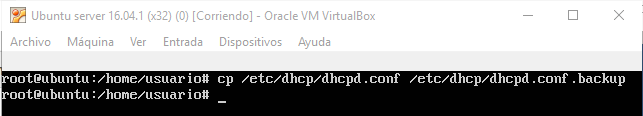 Ubuntu server 16.04.1 (x32) (0) [Corriendo] - Oracle VM VirtualBox
Archivo Máquina Ver Entrada Dispositivos Ayuda
root@ubuntu:/home/usuario# cp /etc/dhcp/dhcpd.conf /etc/dhcp/dhcpd.conf.backup
root@ubuntu:/home/usuario# _